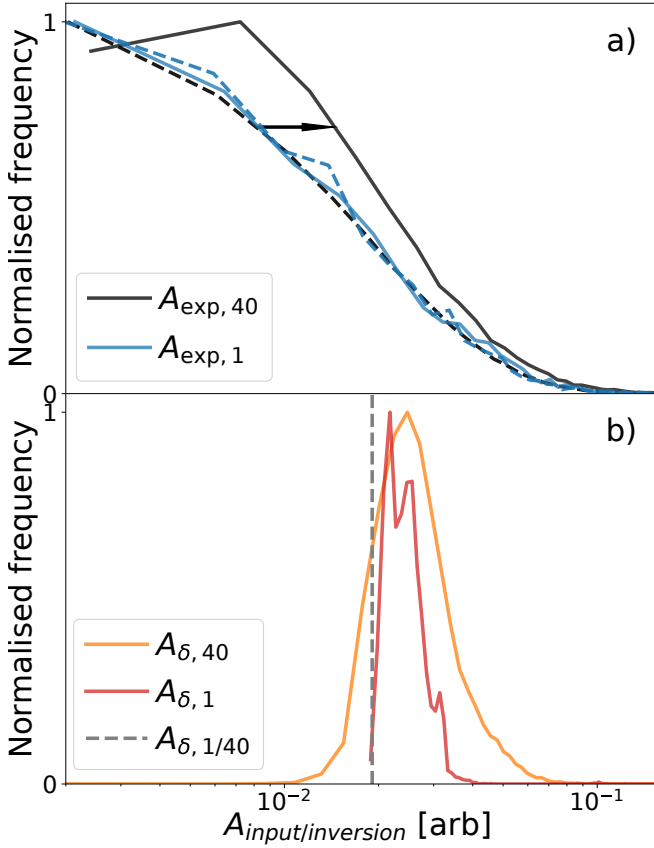 a)
Normalised frequency
1
0
A_exp, 40
A_exp, 1
b)
Normalised frequency
1
0
A_δ, 40
A_δ, 1
A_δ, 1/40
10⁻² 10⁻¹
A_input/inversion [arb]